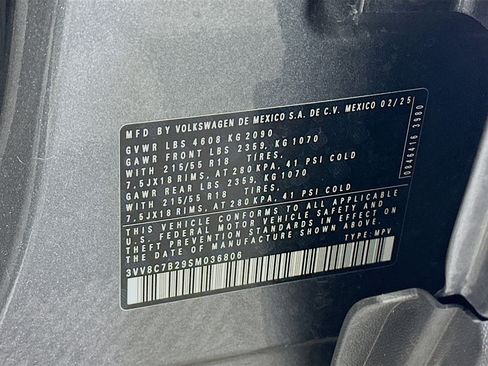 MFD BY VOLKSWAGEN DE MEXICO S.A. DE C.V. MEXICO 02/25
GVWR LBS 4608 KG 2090
GAWR FRONT LBS 2359, KG 1070
WITH 215/55 R18 TIRES,
7.5JX18 RIMS, AT 280 KPA, 41 PSI COLD
GAWR REAR LBS 2359, KG 1070
WITH 215/55 R18 TIRES,
7.5JX18 RIMS, AT 280 KPA, 41 PSI COLD
THIS VEHICLE CONFORMS TO ALL APPLICABLE
U.S. FEDERAL MOTOR VEHICLE SAFETY AND
THEFT PREVENTION STANDARDS IN EFFECT ON THE
DATE OF MANUFACTURE SHOWN ABOVE.
3VV8C7B29SM036806 TYPE: MPV
0846416 3980